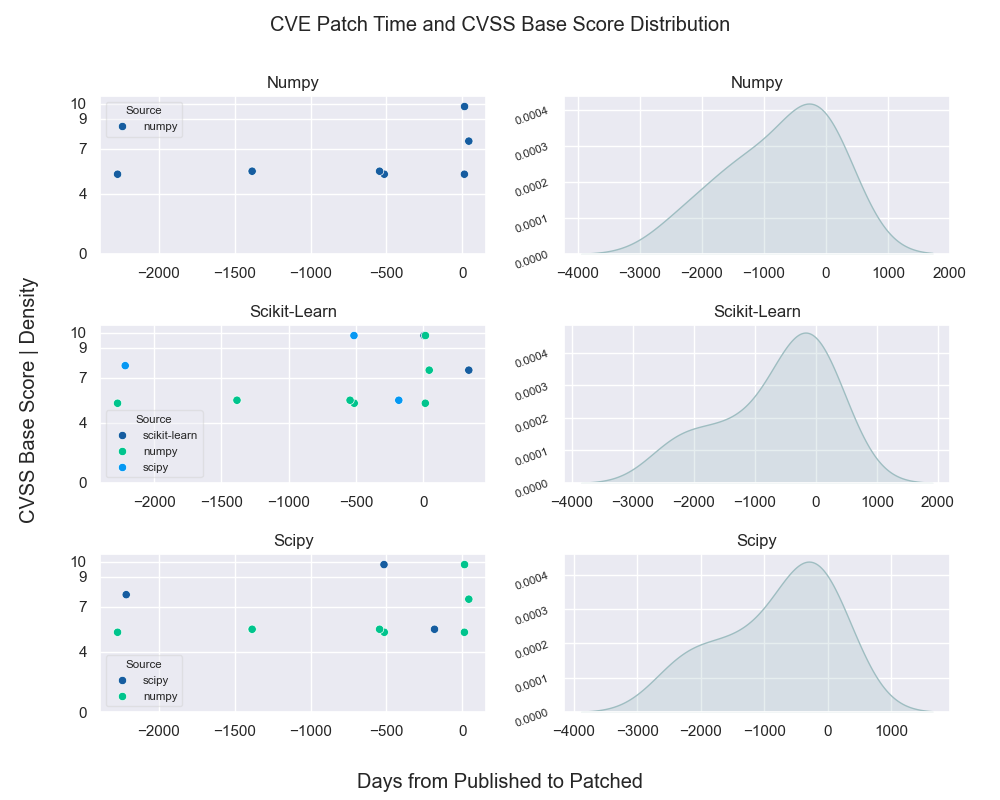 CVE Patch Time and CVSS Base Score Distribution
Numpy
10
9
7
4
0
Source
numpy
−2000 −1500 −1000 −500 0
Numpy
0.0004
0.0003
0.0002
0.0001
0.0000
−4000 −3000 −2000 −1000 0 1000 2000
CVSS Base Score | Density
Scikit-Learn
10
9
7
4
0
Source
scikit-learn
numpy
scipy
−2000 −1500 −1000 −500 0
Scikit-Learn
0.0004
0.0003
0.0002
0.0001
0.0000
−4000 −3000 −2000 −1000 0 1000 2000
Scipy
10
9
7
4
0
Source
scipy
numpy
−2000 −1500 −1000 −500 0
Scipy
0.0004
0.0003
0.0002
0.0001
0.0000
−4000 −3000 −2000 −1000 0 1000
Days from Published to Patched